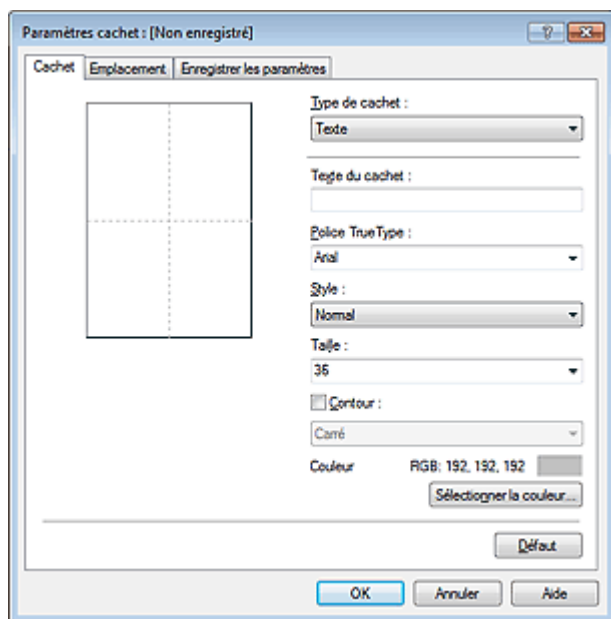 Paramètres cachet : [Non enregistré]
Cachet Emplacement Enregistrer les paramètres
Type de cachet :
Texte
Texte du cachet :
Police TrueType :
Arial
Style :
Normal
Taille :
36
Contour :
Carré
Couleur RGB: 192, 192, 192
Sélectionner la couleur...
Défaut
OK Annuler Aide